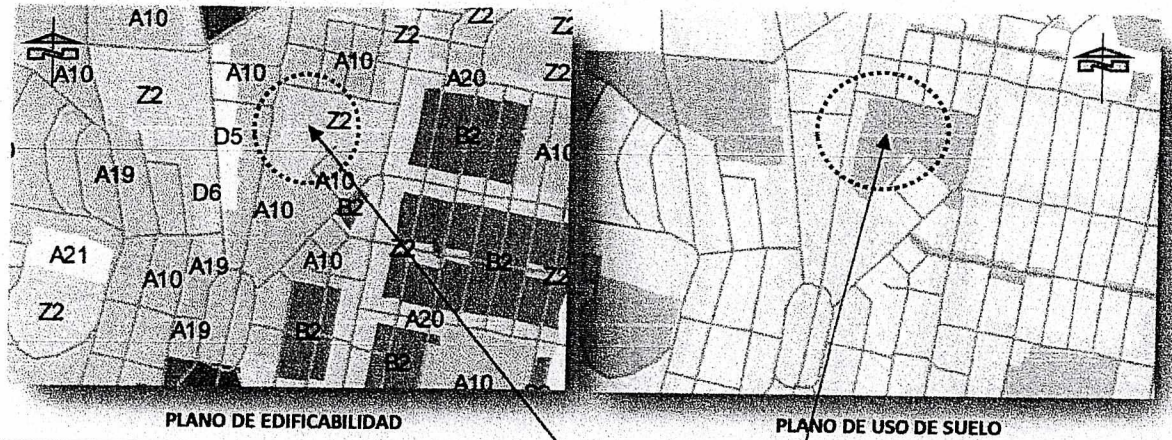 A10
Z2
Z2
Z2
A10
A10
A10
A20
Z2
Z2
Z2
D5
B2
A10
A19
A10
D6
B2
A10
A21
A10
A19
A10
Z2
B2
Z2
Z2
A19
B2
A20
B2
A10
PLANO DE EDIFICABILIDAD
PLANO DE USO DE SUELO